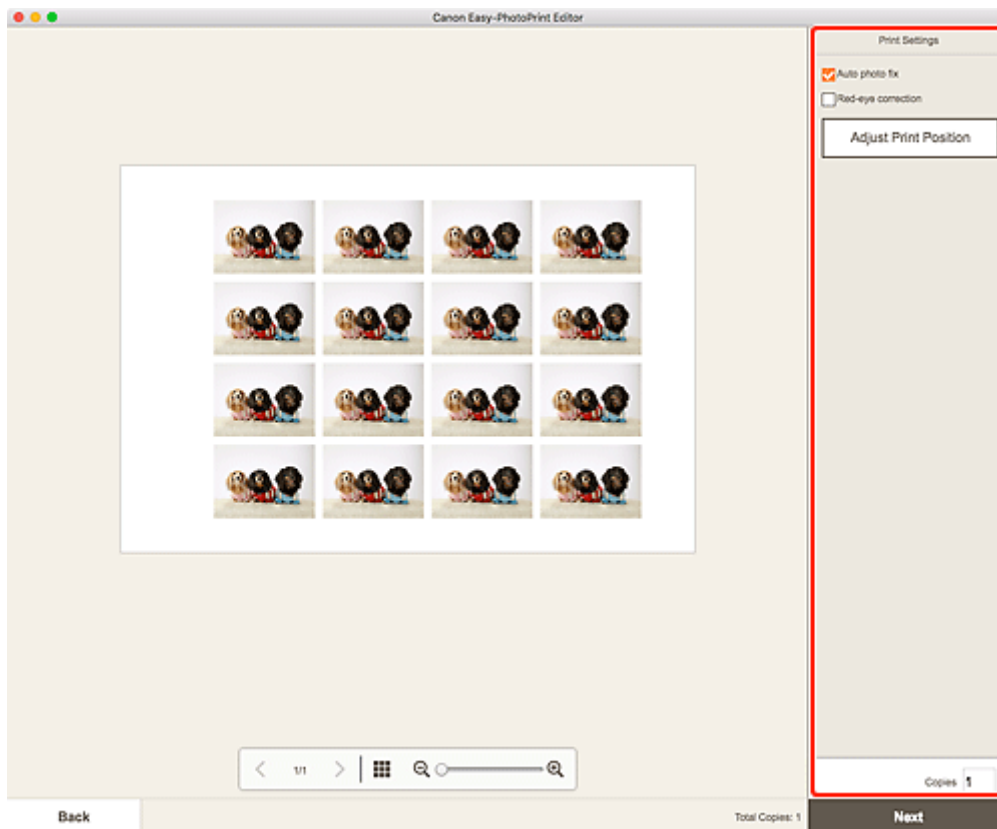 Canon Easy-PhotoPrint Editor
Print Settings
Auto photo fix
Red-eye correction
Adjust Print Position
1/1
Copies 1
Back
Total Copies: 1
Next